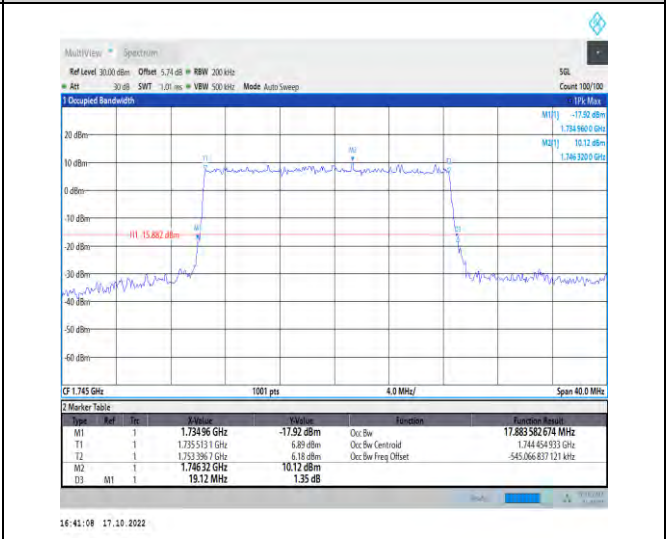 MultiView Spectrum
Ref Level 30.00 dBm Offset 5.74 dB RBW 200 kHz SGL
Att 30 dB SWT 1.01 ms VBW 500 kHz Mode Auto Sweep Count 100/100
1 Occupied Bandwidth 1Pk Max
M1[1] -17.92 dBm
1.734 960 0 GHz
M2[1] 10.12 dBm
1.746 320 0 GHz
20 dBm
M2
T1
10 dBm
0 dBm
-10 dBm
H1 -15.882 dBm
-20 dBm
-30 dBm
-40 dBm
-50 dBm
-60 dBm
CF 1.745 GHz 1001 pts 4.0 MHz/ Span 40.0 MHz
2 Marker Table
Type Ref Trc X-Value Y-Value Function Function Result
M1 1 1.734 96 GHz -17.92 dBm Occ Bw 17.883 582 674 MHz
T1 1 1.735 513 1 GHz 6.89 dBm Occ Bw Centroid 1.744 454 933 GHz
T2 1 1.753 396 7 GHz 6.18 dBm Occ Bw Freq Offset -545.066 837 121 kHz
M2 1 1.746 32 GHz 10.12 dBm
D3 M1 1 19.12 MHz 1.35 dB
16:41:08 17.10.2022